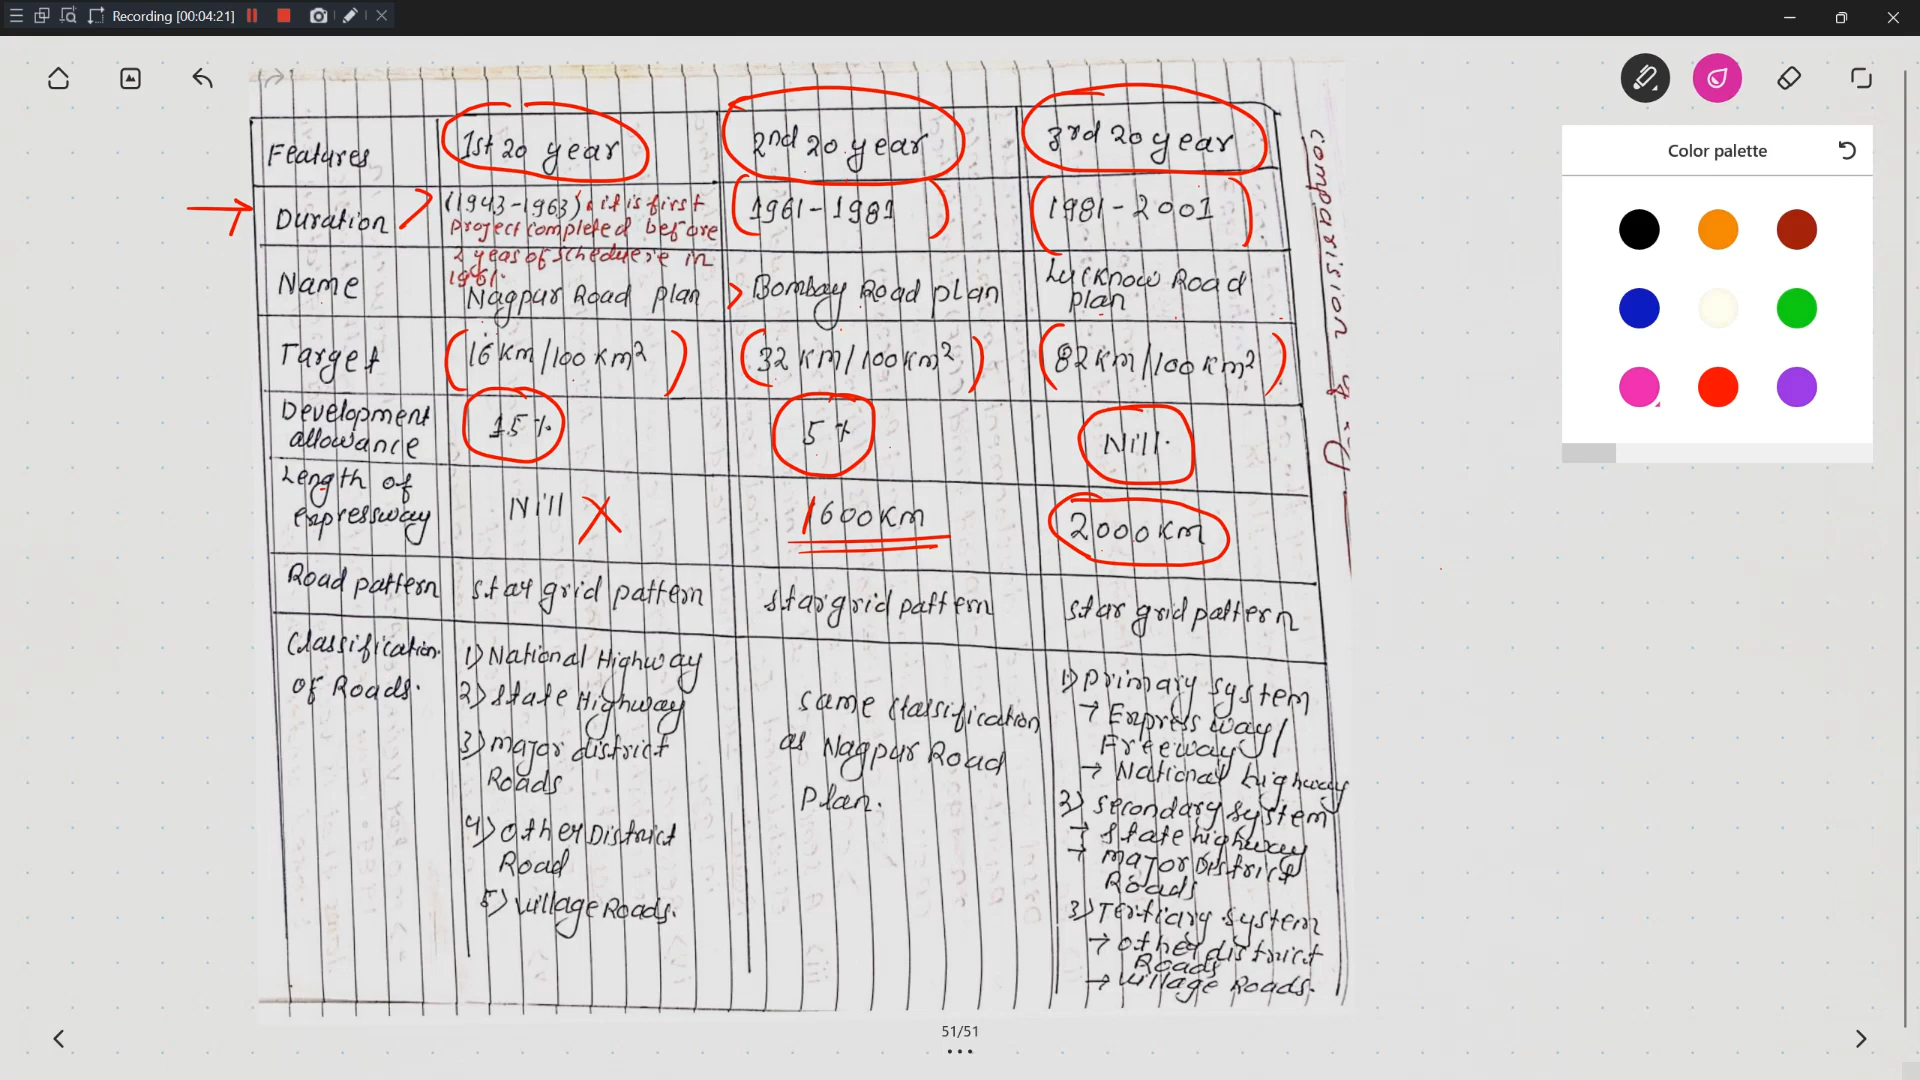 Recording [00:04:21]
Color palette
Features
1st 20 year
2nd 20 year
3rd 20 year
Duration
(1943-1963) it is first
project completed before
2 yeas of schedule in
1961.
1961-1981
1981-2001
Name
Nagpur Road plan
Bombay Road plan
Lucknow Road
plan
Target
16 km/100 km²
32 km/100km²
82 km/100 km²
Development
allowance
15 %
5 %
Nill.
Length of
expressway
Nill
1600 km
2000 km
Road pattern
star grid pattern
star grid pattern
star grid pattern
Classification
of Roads.
1) National Highway
2) State Highway
3) major district
Roads
4) other District
Road
5) village Roads.
same classification
as Nagpur Road
plan.
1) primary system
→ Express way/
Freeway
→ National highway
2) secondary system
→ state highway
→ major District
Roads
3) Tertiary system
→ other district
Roads
→ village Roads.
comparision
51/51